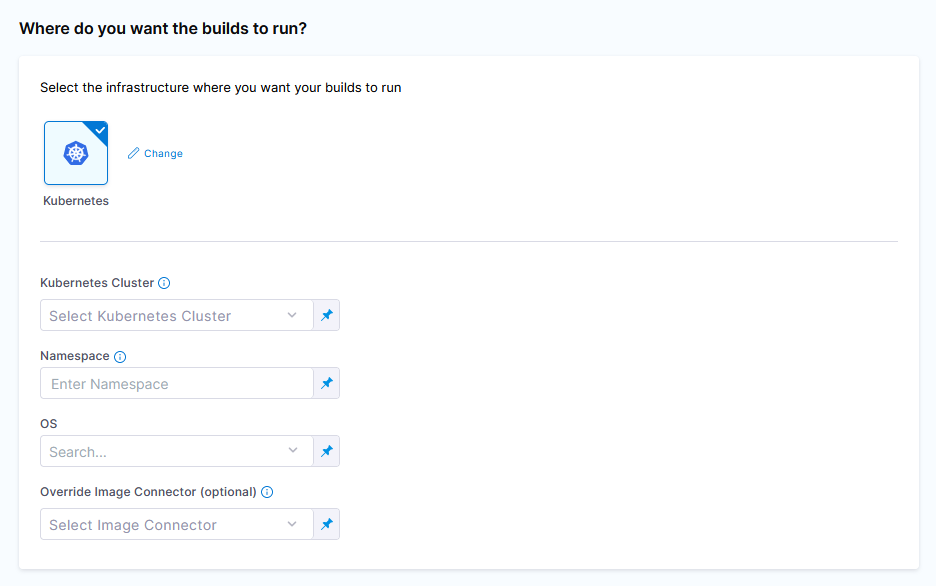 Where do you want the builds to run?
Select the infrastructure where you want your builds to run
Change
Kubernetes
Kubernetes Cluster
Select Kubernetes Cluster
Namespace
Enter Namespace
OS
Search...
Override Image Connector (optional)
Select Image Connector